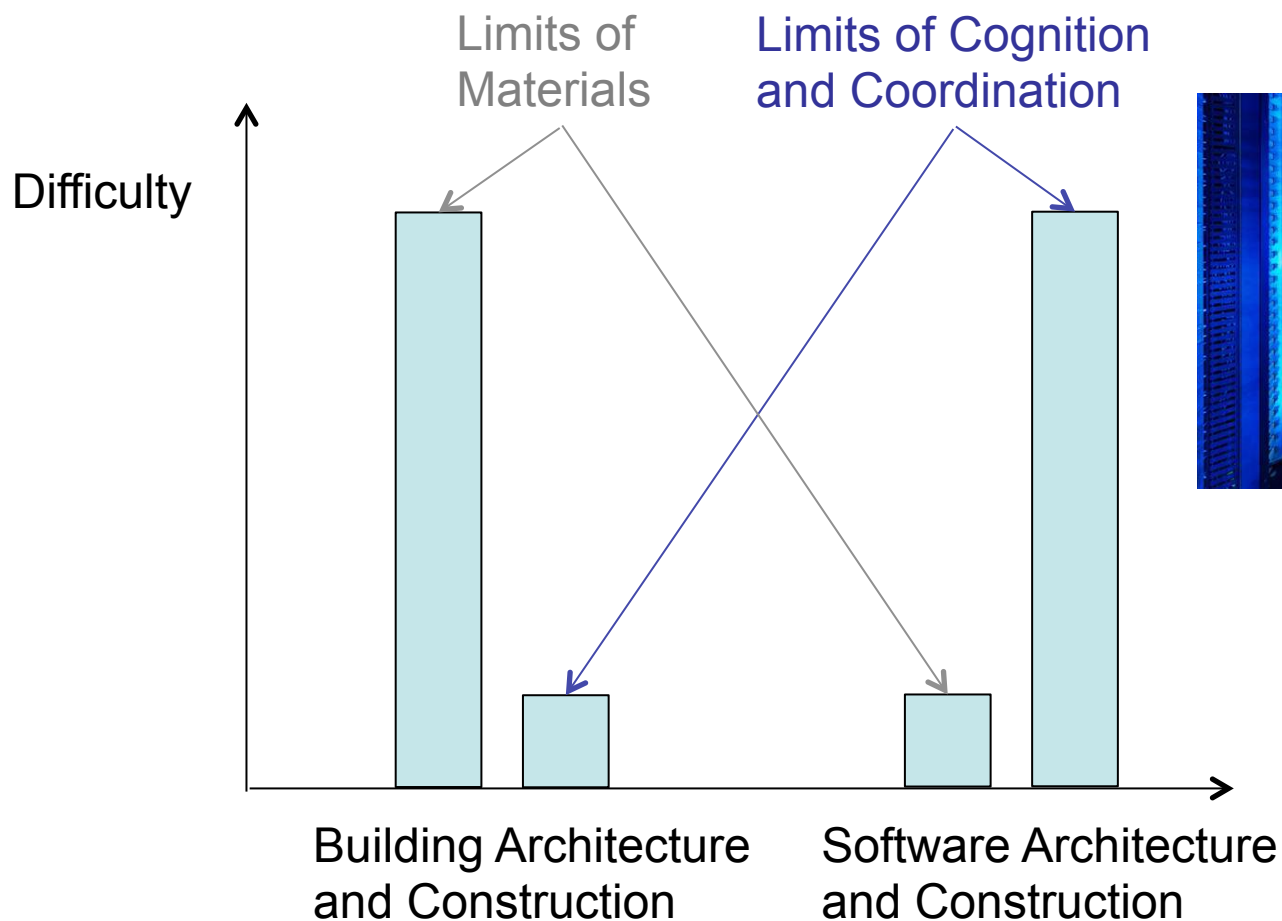 Limits of
Materials
Limits of Cognition
and Coordination
Difficulty
Building Architecture
and Construction
Software Architecture
and Construction